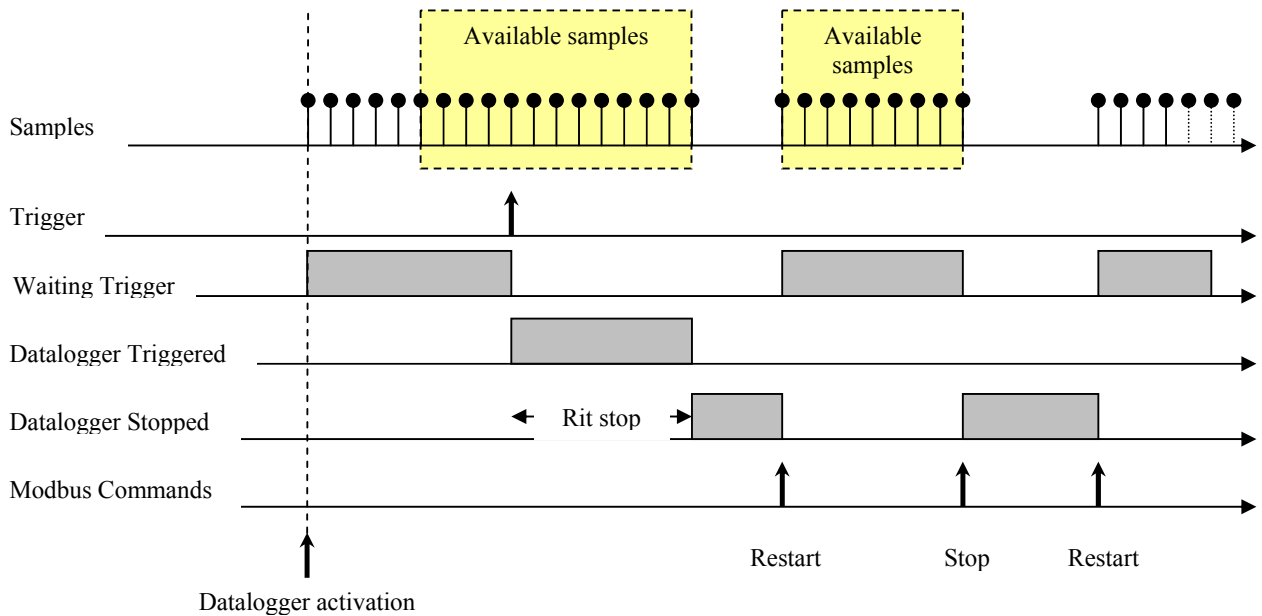 Available samples
Available
samples
Samples
Trigger
Waiting Trigger
Datalogger Triggered
Datalogger Stopped
Rit stop
Modbus Commands
Restart
Stop
Restart
Datalogger activation